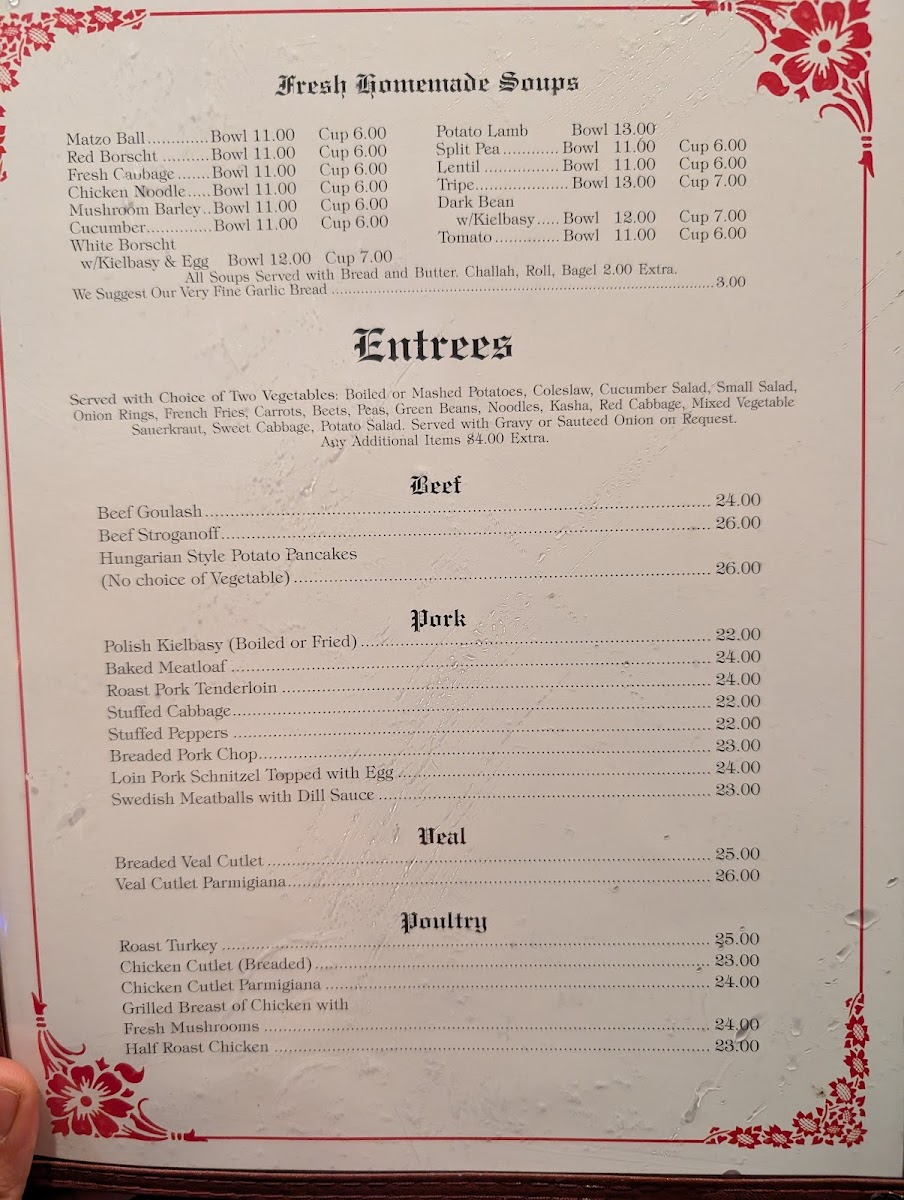 Fresh Homemade Soups
Matzo Ball..............Bowl 11.00 Cup 6.00
Red Borscht ..........Bowl 11.00 Cup 6.00
Fresh Cabbage.......Bowl 11.00 Cup 6.00
Chicken Noodle.....Bowl 11.00 Cup 6.00
Mushroom Barley..Bowl 11.00 Cup 6.00
Cucumber..............Bowl 11.00 Cup 6.00
White Borscht
w/Kielbasy & Egg Bowl 12.00 Cup 7.00
Potato Lamb Bowl 13.00
Split Pea............ Bowl 11.00 Cup 6.00
Lentil ................. Bowl 11.00 Cup 6.00
Tripe.................... Bowl 13.00 Cup 7.00
Dark Bean
w/Kielbasy..... Bowl 12.00 Cup 7.00
Tomato.............. Bowl 11.00 Cup 6.00
All Soups Served with Bread and Butter. Challah, Roll, Bagel 2.00 Extra.
We Suggest Our Very Fine Garlic Bread ........................................ 3.00
Entrees
Served with Choice of Two Vegetables: Boiled or Mashed Potatoes, Coleslaw, Cucumber Salad, Small Salad,
Onion Rings, French Fries, Carrots, Beets, Peas, Green Beans, Noodles, Kasha, Red Cabbage, Mixed Vegetable
Sauerkraut, Sweet Cabbage, Potato Salad. Served with Gravy or Sauteed Onion on Request.
Any Additional Items $4.00 Extra.
Beef
Beef Goulash........................................ 24.00
Beef Stroganoff........................................ 26.00
Hungarian Style Potato Pancakes
(No choice of Vegetable) ........................................ 26.00
Pork
Polish Kielbasy (Boiled or Fried) ........................................ 22.00
Baked Meatloaf ........................................ 24.00
Roast Pork Tenderloin ........................................ 24.00
Stuffed Cabbage........................................ 22.00
Stuffed Peppers ........................................ 22.00
Breaded Pork Chop........................................ 23.00
Loin Pork Schnitzel Topped with Egg ........................................ 24.00
Swedish Meatballs with Dill Sauce ........................................ 23.00
Veal
Breaded Veal Cutlet ........................................ 25.00
Veal Cutlet Parmigiana........................................ 26.00
Poultry
Roast Turkey ........................................ 25.00
Chicken Cutlet (Breaded) ........................................ 23.00
Chicken Cutlet Parmigiana ........................................ 24.00
Grilled Breast of Chicken with
Fresh Mushrooms ........................................ 24.00
Half Roast Chicken ........................................ 23.00